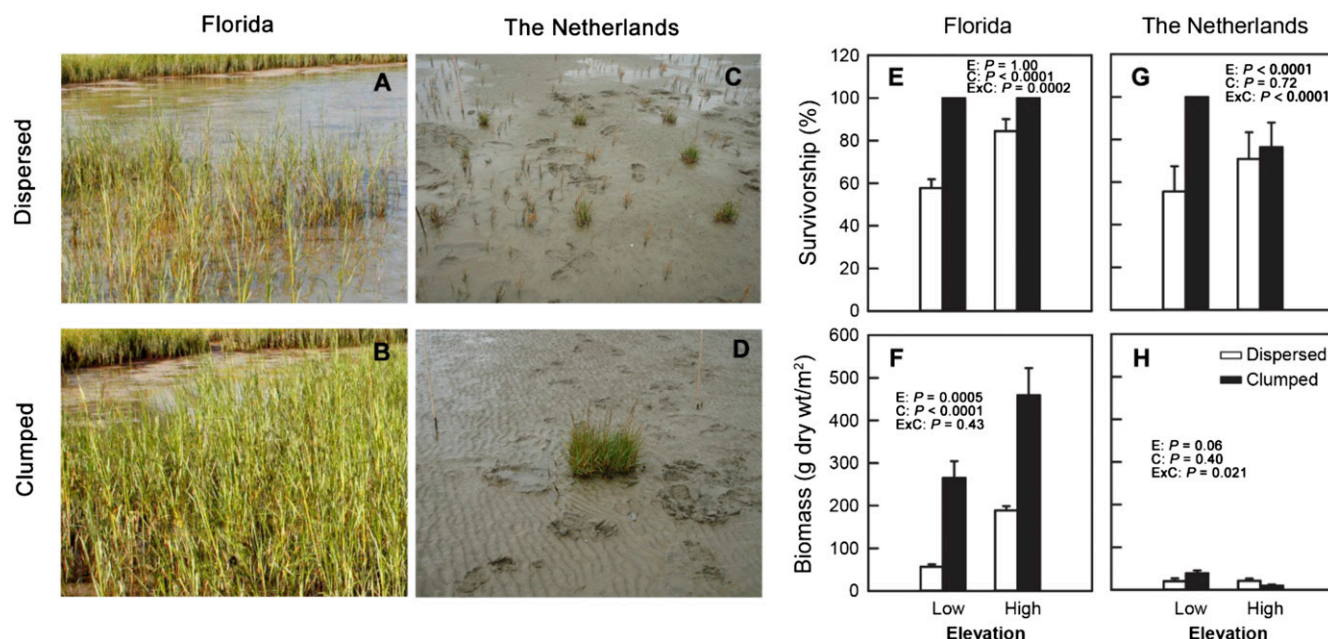 Florida
The Netherlands
Dispersed
Clumped
A
C
B
D
Florida
The Netherlands
Survivorship (%)
120
100
80
60
40
20
0
E
E: P = 1.00
C: P < 0.0001
ExC: P = 0.0002
G
E: P < 0.0001
C: P = 0.72
ExC: P < 0.0001
Biomass (g dry wt/m²)
600
500
400
300
200
100
0
F
E: P = 0.0005
C: P < 0.0001
ExC: P = 0.43
H
Dispersed
Clumped
E: P = 0.06
C: P = 0.40
ExC: P = 0.021
Low
High
Elevation
Low
High
Elevation